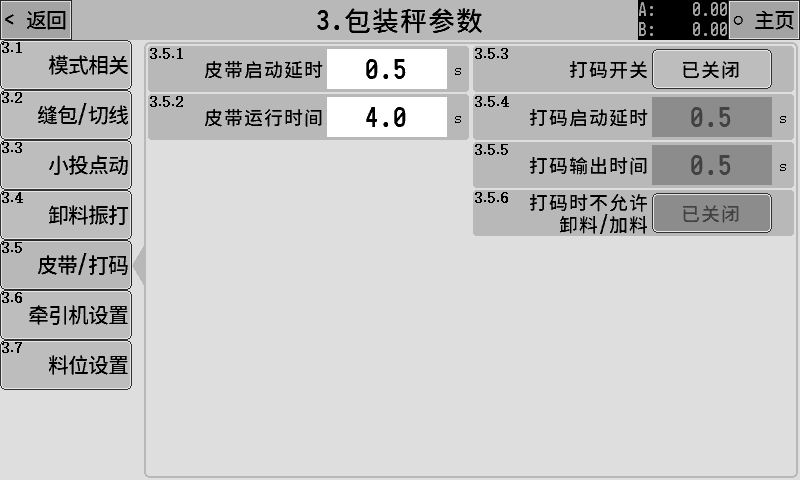 < 返回
3.包装秤参数
A: 0.00
B: 0.00
○ 主页
3.1 模式相关
3.2 缝包/切线
3.3 小投点动
3.4 卸料振打
3.5 皮带/打码
3.6 牵引机设置
3.7 料位设置
3.5.1 皮带启动延时 0.5 s
3.5.2 皮带运行时间 4.0 s
3.5.3 打码开关 已关闭
3.5.4 打码启动延时 0.5 s
3.5.5 打码输出时间 0.5 s
3.5.6 打码时不允许
卸料/加料 已关闭